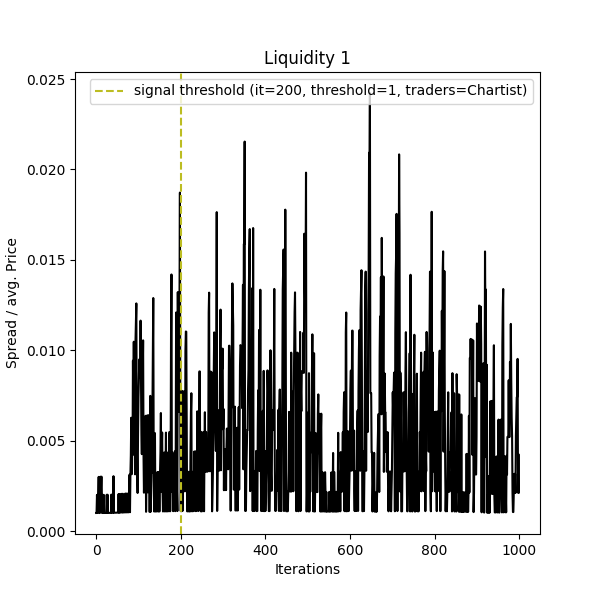 Liquidity 1
signal threshold (it=200, threshold=1, traders=Chartist)
Spread / avg. Price
0.025
0.020
0.015
0.010
0.005
0.000
0 200 400 600 800 1000
Iterations